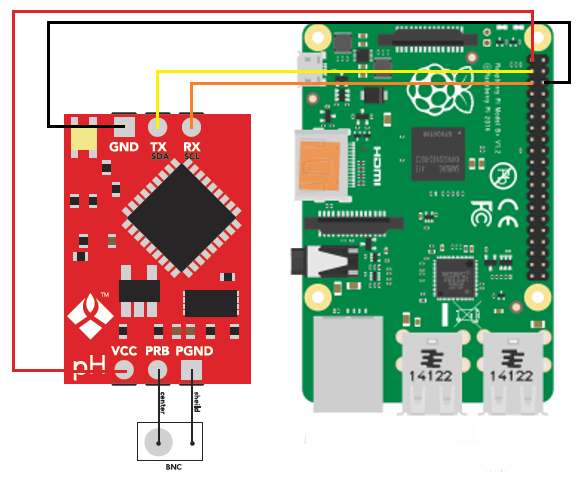 GND TX RX
SDA SCL
TM
VCC PRB PGND
pH
center
sheild
BNC
Raspberry Pi Model B+ V1.2
© Raspberry Pi 2014
HDMI
FC CE
14122 14122